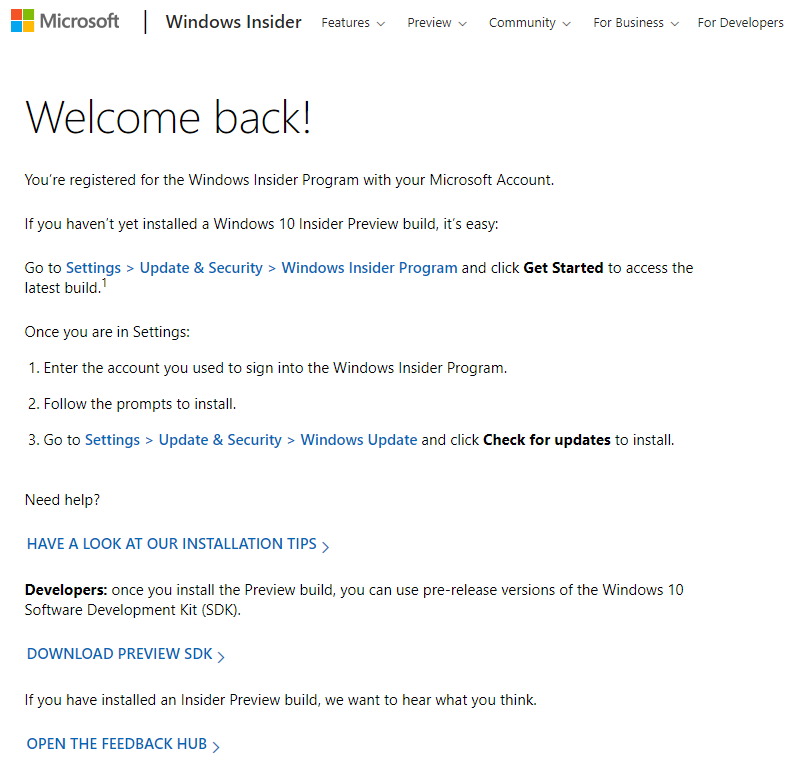 Microsoft | Windows Insider Features Preview Community For Business For Developers
Welcome back!
You’re registered for the Windows Insider Program with your Microsoft Account.
If you haven’t yet installed a Windows 10 Insider Preview build, it’s easy:
Go to Settings > Update & Security > Windows Insider Program and click Get Started to access the
latest build.1
Once you are in Settings:
1. Enter the account you used to sign into the Windows Insider Program.
2. Follow the prompts to install.
3. Go to Settings > Update & Security > Windows Update and click Check for updates to install.
Need help?
HAVE A LOOK AT OUR INSTALLATION TIPS >
Developers: once you install the Preview build, you can use pre-release versions of the Windows 10
Software Development Kit (SDK).
DOWNLOAD PREVIEW SDK >
If you have installed an Insider Preview build, we want to hear what you think.
OPEN THE FEEDBACK HUB >